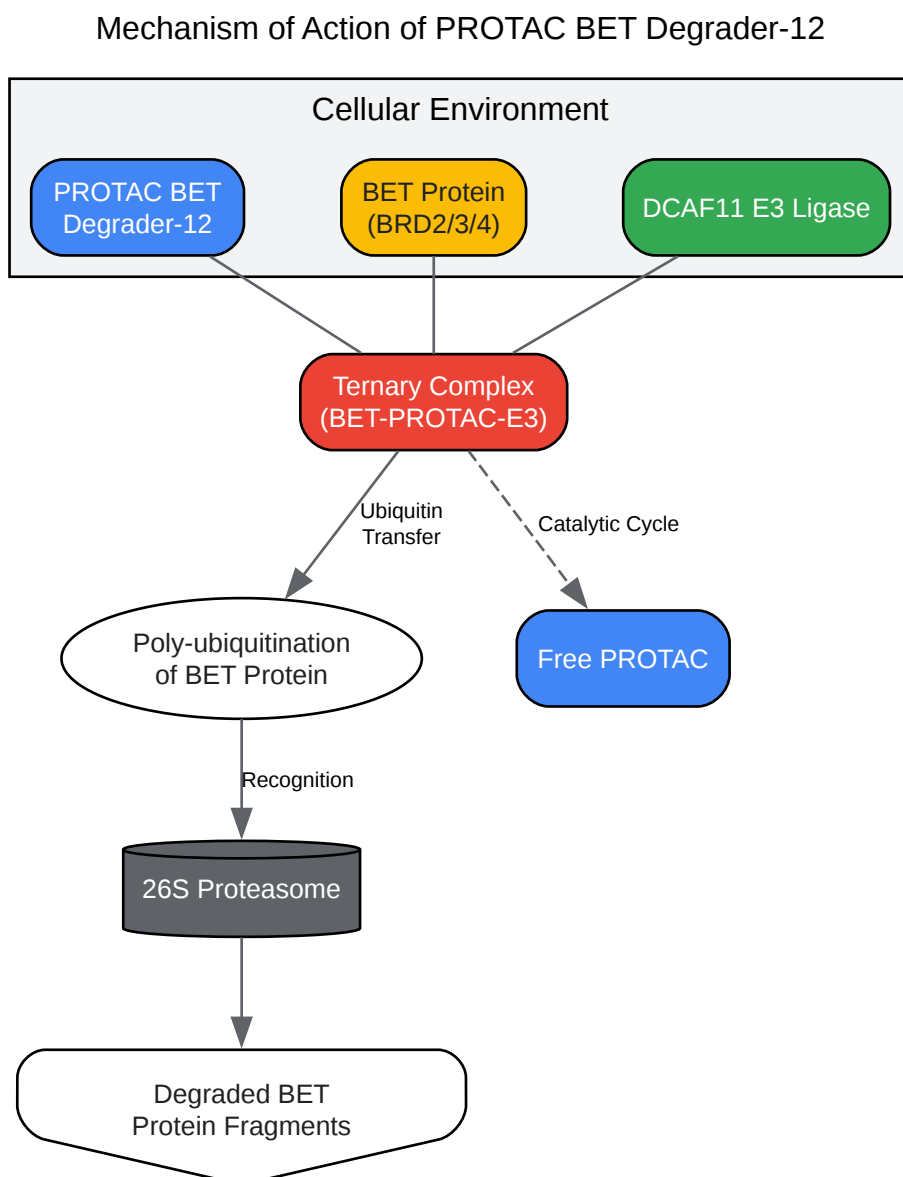 Mechanism of Action of PROTAC BET Degrader-12
Cellular Environment
PROTAC BET
Degrader-12
BET Protein
(BRD2/3/4)
DCAF11 E3 Ligase
Ternary Complex
(BET-PROTAC-E3)
Ubiquitin
Transfer
Catalytic Cycle
Poly-ubiquitination
of BET Protein
Free PROTAC
Recognition
26S Proteasome
Degraded BET
Protein Fragments